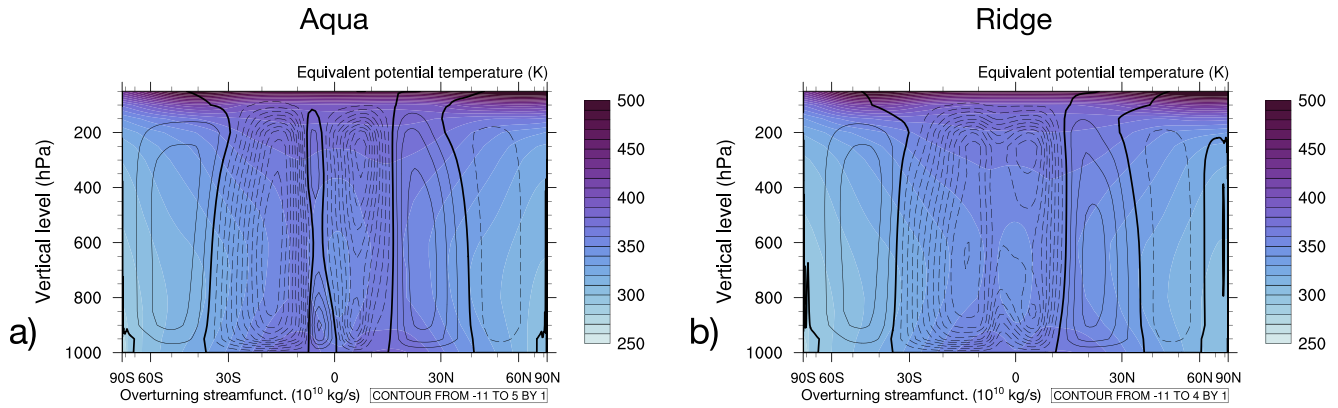 Aqua
Equivalent potential temperature (K)
Vertical level (hPa)
200
400
600
800
1000
90S 60S 30S 0 30N 60N 90N
Overturning streamfunct. (10¹⁰ kg/s) CONTOUR FROM -11 TO 5 BY 1
500
450
400
350
300
250
a)
Ridge
Equivalent potential temperature (K)
Vertical level (hPa)
200
400
600
800
1000
90S 60S 30S 0 30N 60N 90N
Overturning streamfunct. (10¹⁰ kg/s) CONTOUR FROM -11 TO 4 BY 1
500
450
400
350
300
250
b)